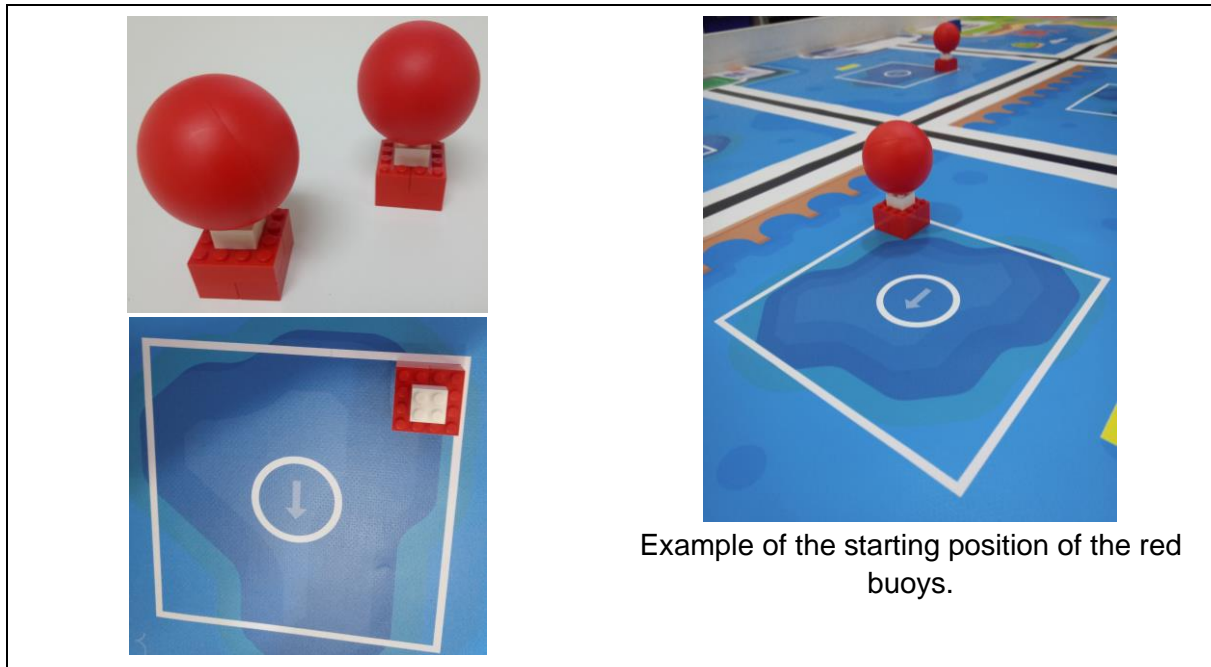 Example of the starting position of the red
buoys.